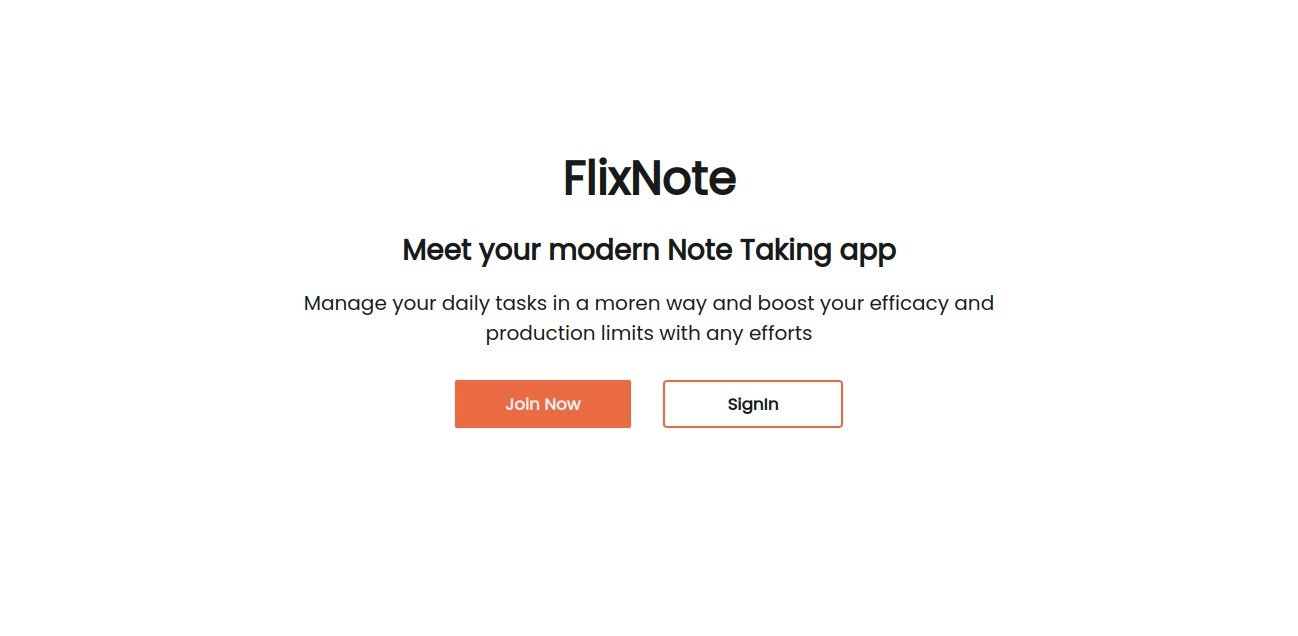 FlixNote
Meet your modern Note Taking app
Manage your daily tasks in a moren way and boost your efficacy and
production limits with any efforts
Join Now
SignIn